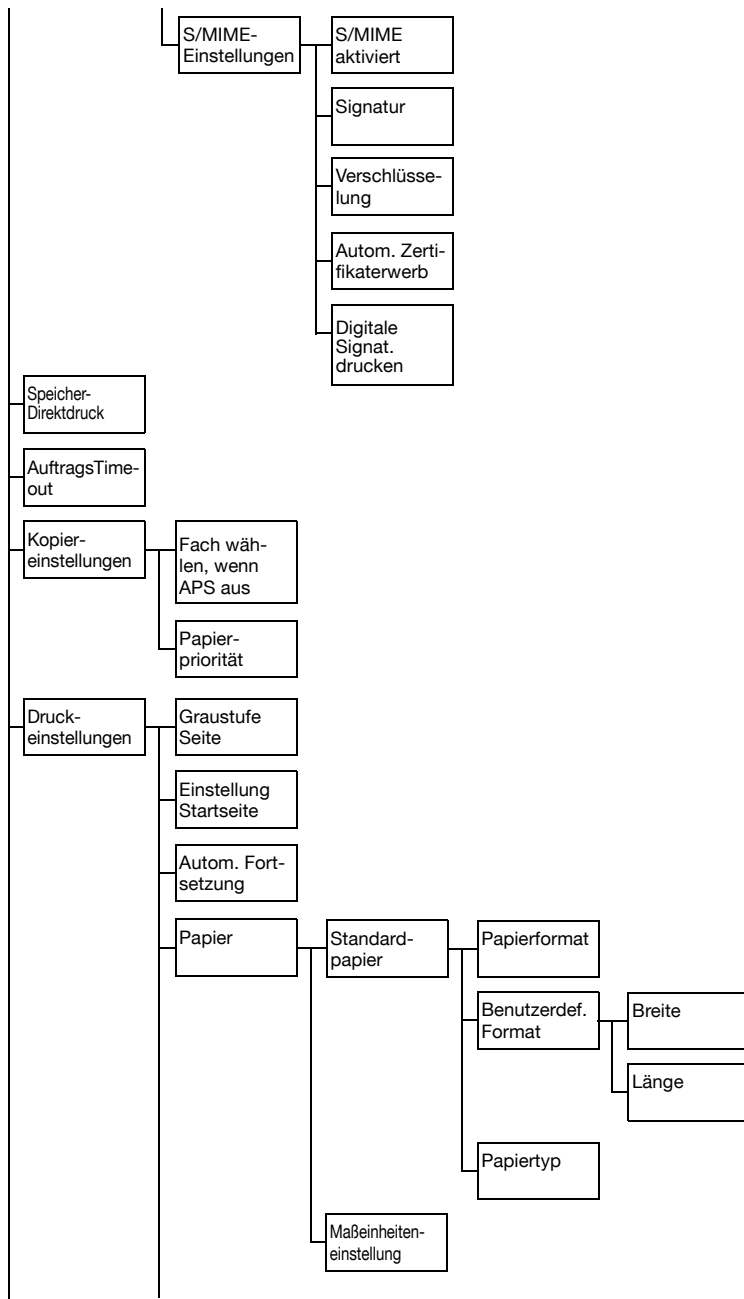 S/MIME-
Einstellungen
S/MIME
aktiviert
Signatur
Verschlüsse-
lung
Autom. Zerti-
fikaterwerb
Digitale
Signat.
drucken
Speicher-
Direktdruck
AuftragsTime-
out
Kopier-
einstellungen
Fach wäh-
len, wenn
APS aus
Papier-
priorität
Druck-
einstellungen
Graustufe
Seite
Einstellung
Startseite
Autom. Fort-
setzung
Papier
Standard-
papier
Papierformat
Benutzerdef.
Format
Breite
Länge
Papiertyp
Maßeinheiten-
einstellung